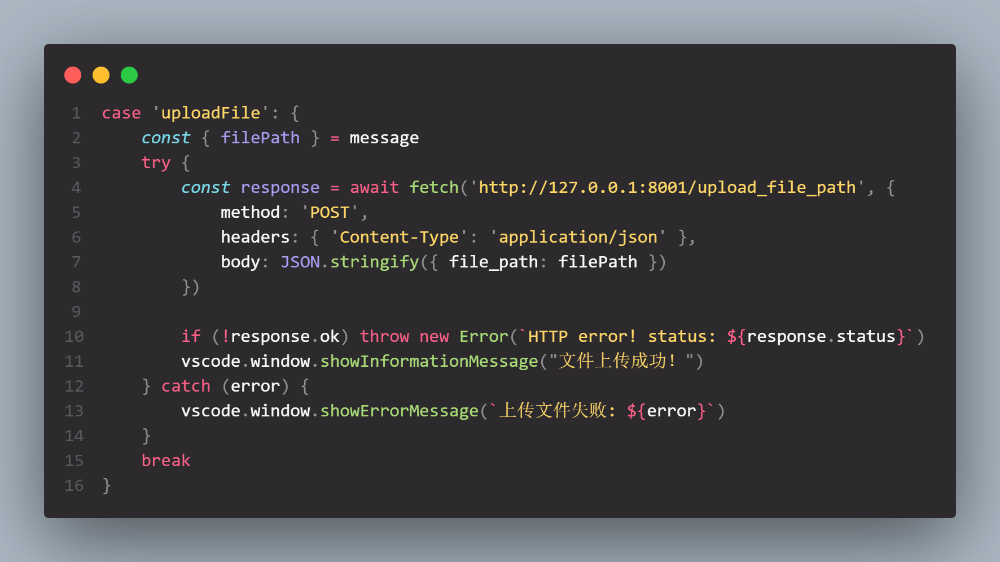 1 case 'uploadFile': {
2     const { filePath } = message
3     try {
4         const response = await fetch('http://127.0.0.1:8001/upload_file_path', {
5             method: 'POST',
6             headers: { 'Content-Type': 'application/json' },
7             body: JSON.stringify({ file_path: filePath })
8         })
9
10         if (!response.ok) throw new Error(`HTTP error! status: ${response.status}`)
11         vscode.window.showInformationMessage("文件上传成功！")
12     } catch (error) {
13         vscode.window.showErrorMessage(`上传文件失败: ${error}`)
14     }
15     break
16 }